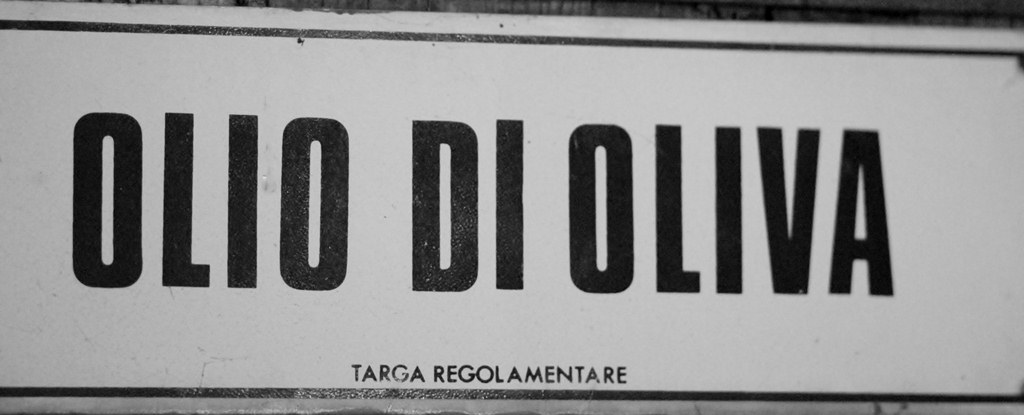 OLIO DI OLIVA
TARGA REGOLAMENTARE